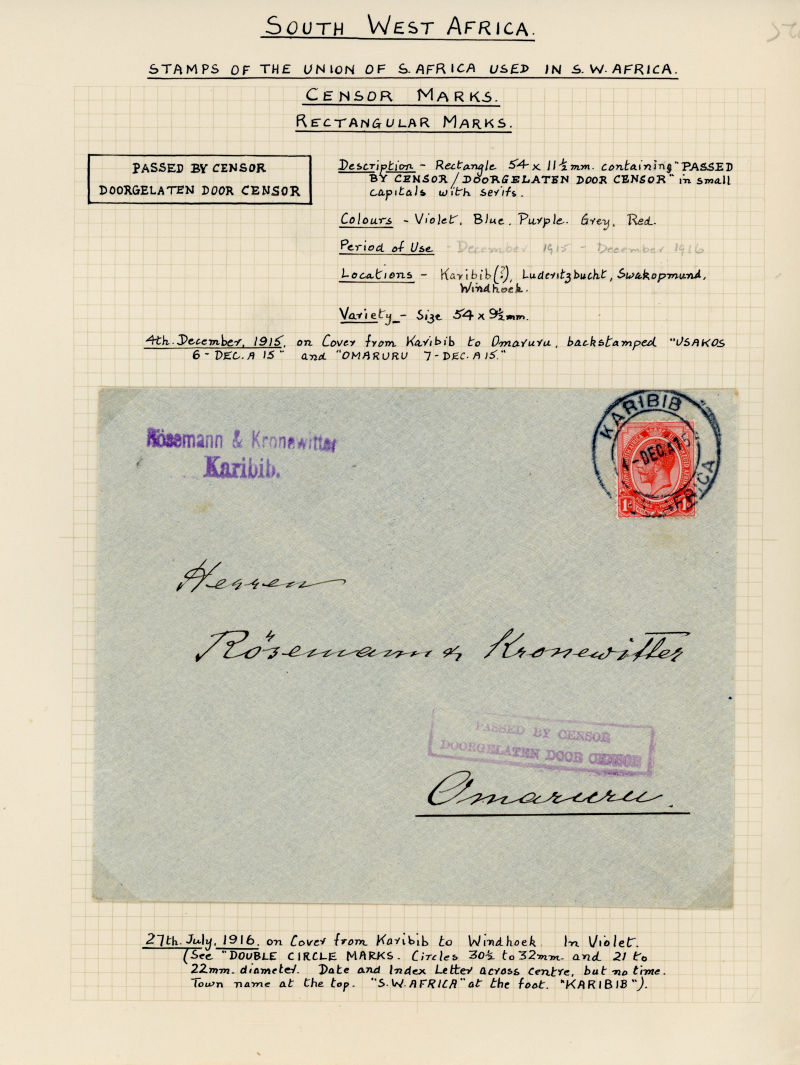 SOUTH WEST AFRICA.
STAMPS OF THE UNION OF S. AFRICA USED IN S.W. AFRICA.
CENSOR MARKS.
RECTANGULAR MARKS.
PASSED BY CENSOR
DOORGELATEN DOOR CENSOR
Description - Rectangle 54 x 11½mm. containing "PASSED
BY CENSOR / DOORGELATEN DOOR CENSOR" in small
capitals with serifs.
Colours - Violet, Blue, Purple. Grey, Red.
Period of Use - December 1915 - December 1916
Locations - Karibib(?), Luderitzbucht, Swakopmund,
Windhoek.
Variety - Size 54 x 9½mm.
4th. December, 1915, on Cover from Karibib to Omaruru, backstamped "USAKOS
6 - DEC. A 15" and "OMARURU 7 - DEC. A 15."
Rösemann & Kronewitter
Karibib.
KARIBIB
-DEC.A15
AFRICA
1D
Herren
Rösemann & Kronewitter
PASSED BY CENSOR
DOORGELATEN DOOR CENSOR
Omaruru.
27th. July, 1916, on Cover from Karibib to Windhoek In Violet.
(See "DOUBLE CIRCLE MARKS. Circles 30½ to 32mm. and 21 to
22mm. diameter. Date and Index Letter across centre, but no time.
Town name at the top. "S.W. AFRICA" at the foot. "KARIBIB").